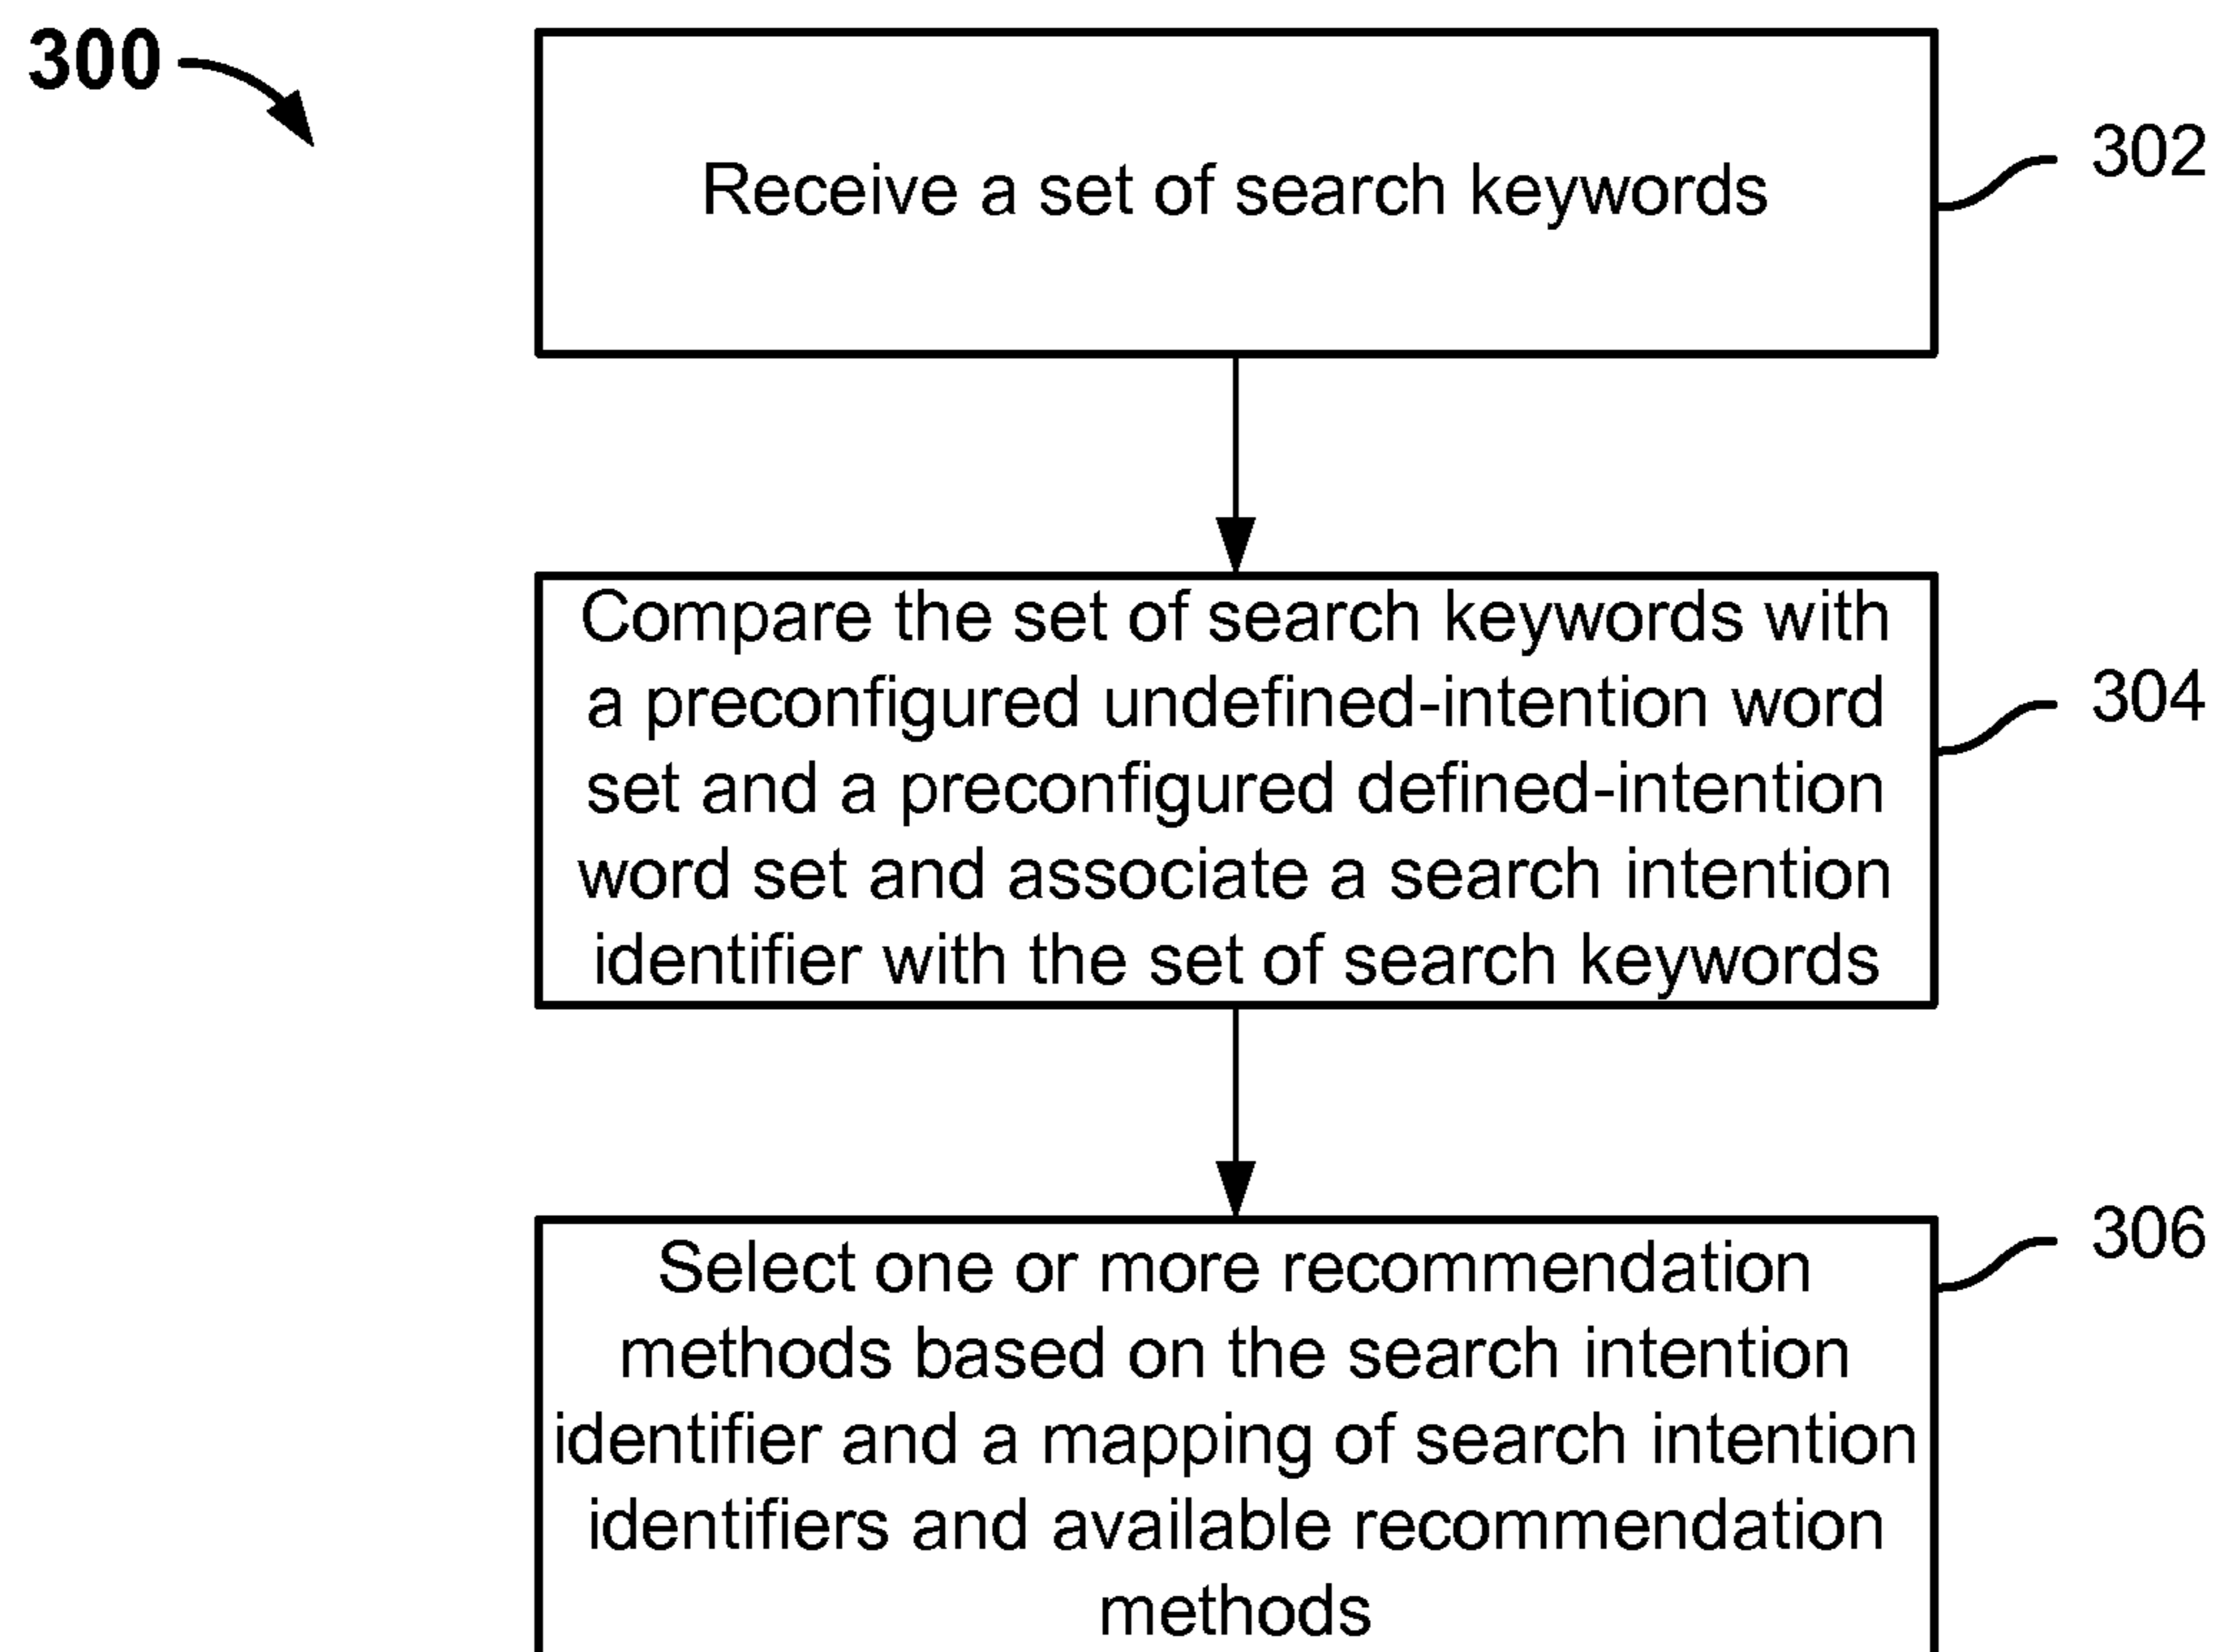 300
Receive a set of search keywords
302
Compare the set of search keywords with
a preconfigured undefined-intention word
set and a preconfigured defined-intention
word set and associate a search intention
identifier with the set of search keywords
304
Select one or more recommendation
methods based on the search intention
identifier and a mapping of search intention
identifiers and available recommendation
methods
306